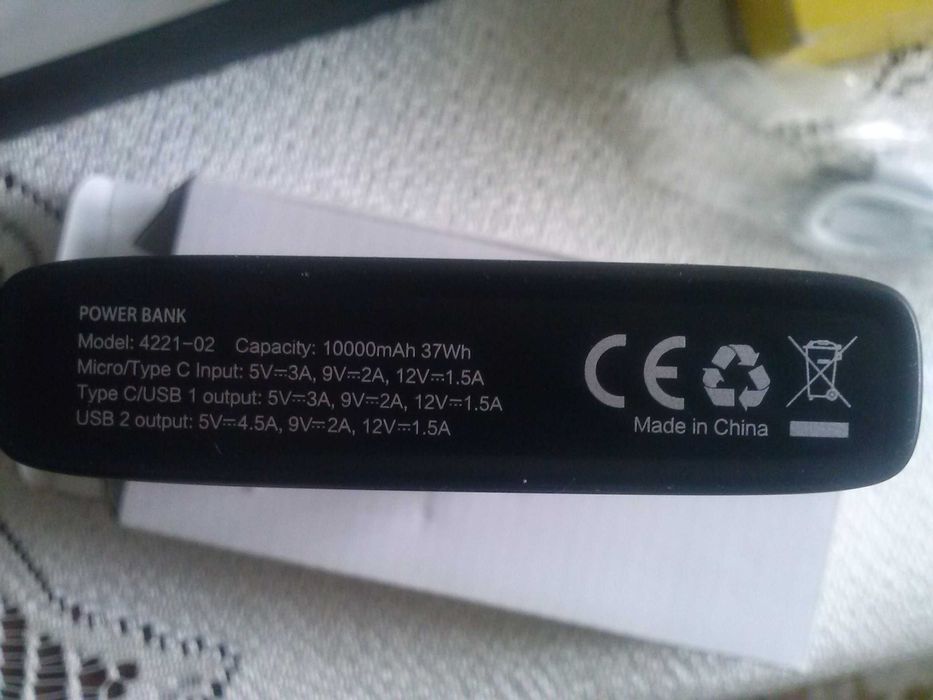 POWER BANK
Model: 4221-02 Capacity: 10000mAh 37Wh
Micro/Type C Input: 5V⎓3A, 9V⎓2A, 12V⎓1.5A
Type C/USB 1 output: 5V⎓3A, 9V⎓2A, 12V⎓1.5A
USB 2 output: 5V⎓4.5A, 9V⎓2A, 12V⎓1.5A
CE
Made in China